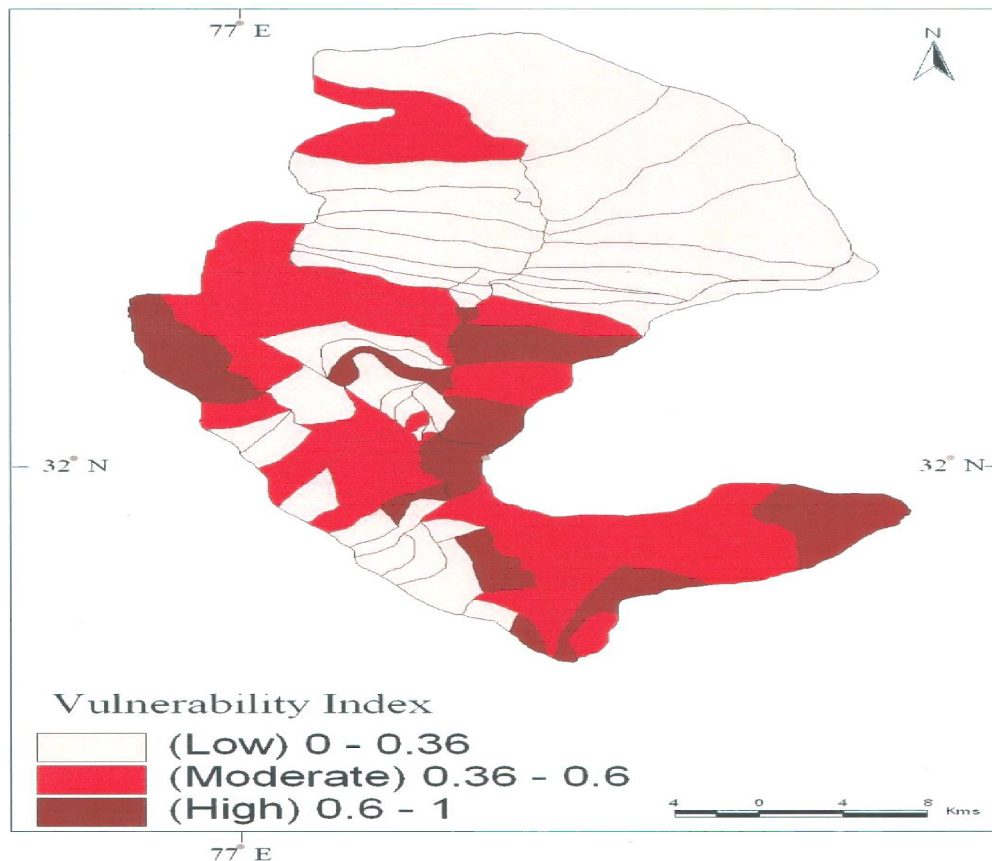 77 E
N
32 N
32 N
Vulnerability Index
(Low) 0 - 0.36
(Moderate) 0.36 - 0.6
(High) 0.6 - 1
4 0 4 8 Kms
77 E